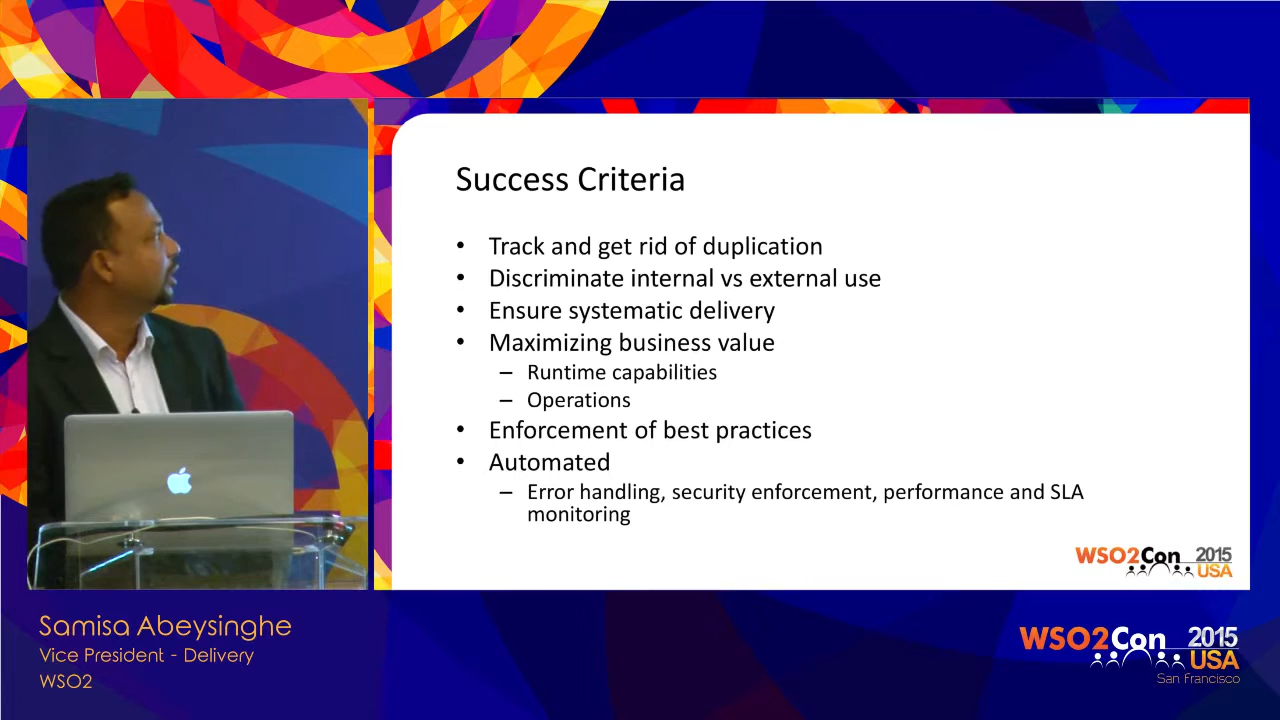 Success Criteria
• Track and get rid of duplication
• Discriminate internal vs external use
• Ensure systematic delivery
• Maximizing business value
– Runtime capabilities
– Operations
• Enforcement of best practices
• Automated
– Error handling, security enforcement, performance and SLA
monitoring
WSO2Con 2015
USA
Samisa Abeysinghe
Vice President - Delivery
WSO2
WSO2Con 2015
USA
San Francisco